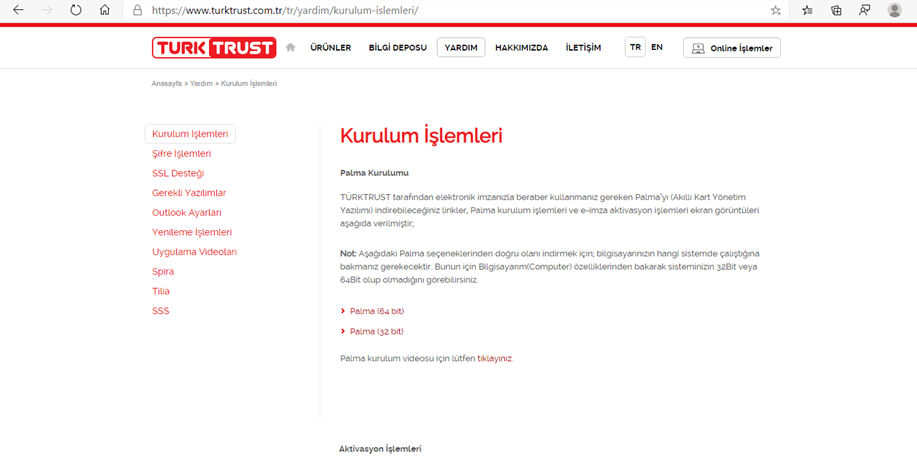 https://www.turktrust.com.tr/tr/yardim/kurulum-islemleri/
TURKTRUST
ÜRÜNLER
BİLGİ DEPOSU
YARDIM
HAKKIMIZDA
İLETİŞİM
TR
EN
Online İşlemler
Anasayfa > Yardım > Kurulum İşlemleri
Kurulum İşlemleri
Şifre İşlemleri
SSL Desteği
Gerekli Yazılımlar
Outlook Ayarları
Yenileme İşlemleri
Uygulama Videoları
Spira
Tilia
SSS
Kurulum İşlemleri
Palma Kurulumu
TÜRKTRUST tarafından elektronik imzanızla beraber kullanmanız gereken Palma'yı (Akıllı Kart Yönetim
Yazılımı) indirebileceğiniz linkler, Palma kurulum işlemleri ve e-imza aktivasyon işlemleri ekran görüntüleri
aşağıda verilmiştir;
Not: Aşağıdaki Palma seçeneklerinden doğru olanı indirmek için; bilgisayarınızın hangi sistemde çalıştığına
bakmanız gerekecektir. Bunun için Bilgisayarım(Computer) özelliklerinden bakarak sisteminizin 32Bit veya
64Bit olup olmadığını görebilirsiniz.
Palma (64 bit)
Palma (32 bit)
Palma kurulum videosu için lütfen tıklayınız.
Aktivasyon İşlemleri